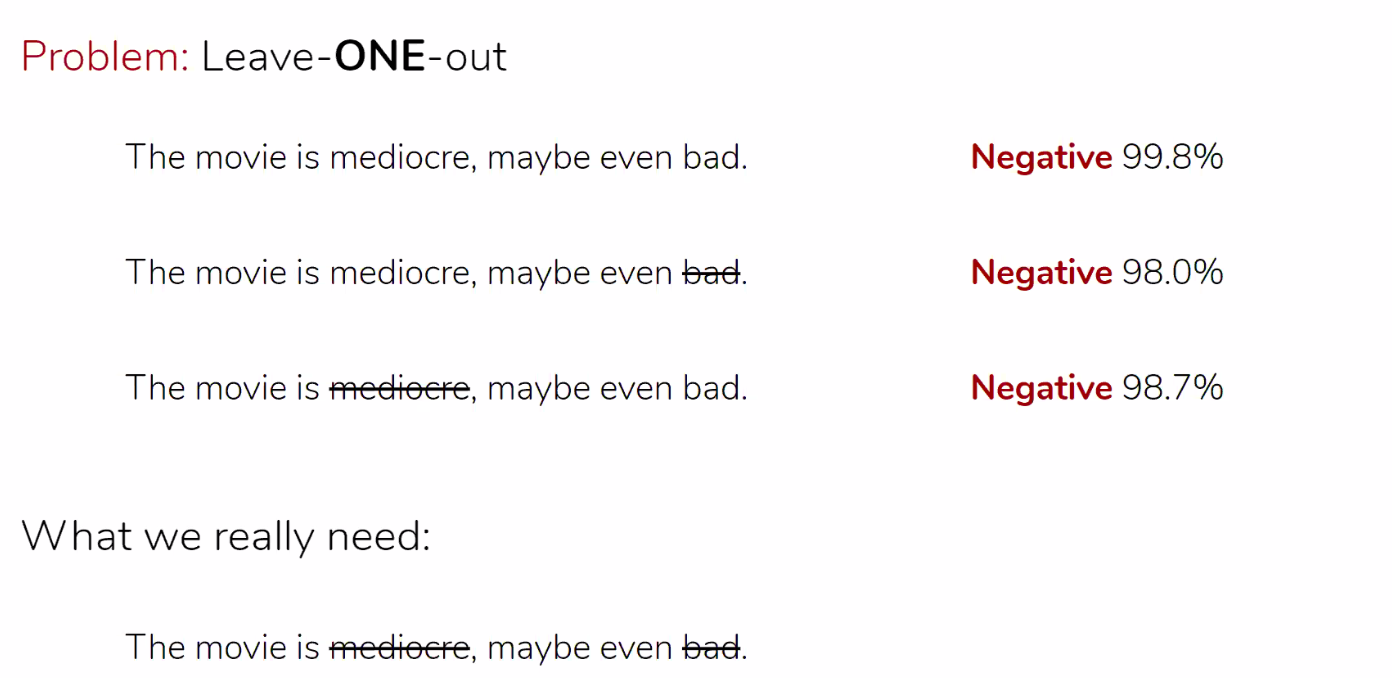 Problem: Leave-ONE-out
The movie is mediocre, maybe even bad. Negative 99.8%
The movie is mediocre, maybe even bad. Negative 98.0%
The movie is mediocre, maybe even bad. Negative 98.7%
What we really need:
The movie is mediocre, maybe even bad.